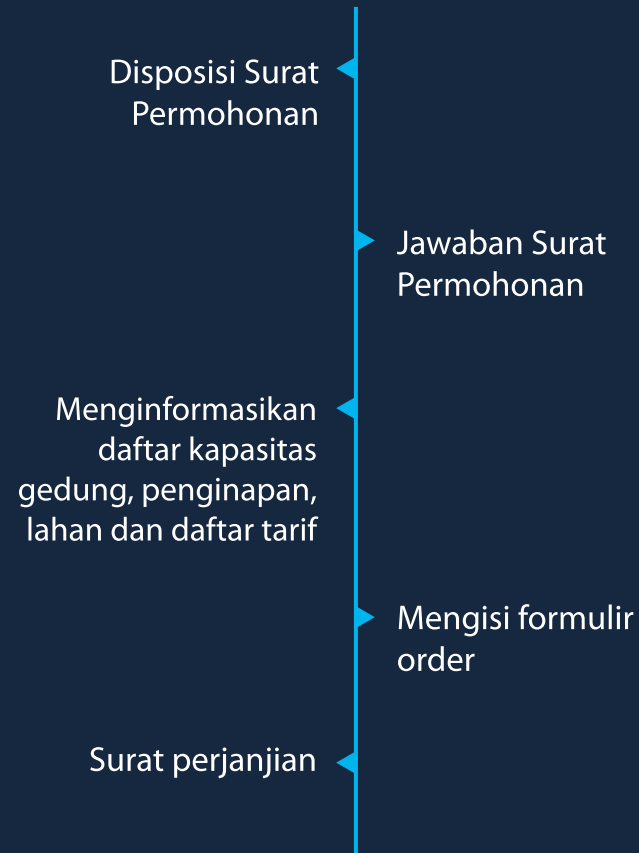 Disposisi Surat
Permohonan
Jawaban Surat
Permohonan
Menginformasikan
daftar kapasitas
gedung, penginapan,
lahan dan daftar tarif
Mengisi formulir
order
Surat perjanjian